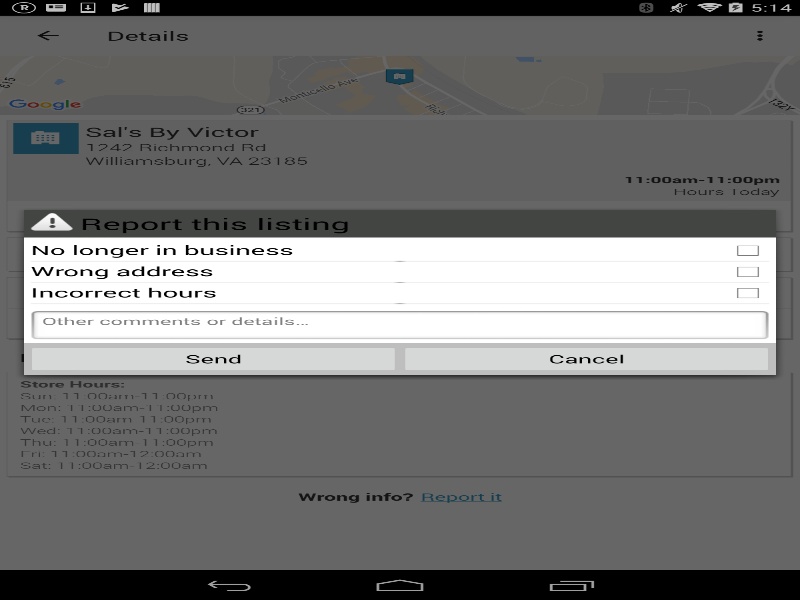 5:14
Details
Monticello Ave
Rich
321
132Y
Google
Sal's By Victor
1242 Richmond Rd
Williamsburg, VA 23185
11:00am-11:00pm
Hours Today
Report this listing
No longer in business
Wrong address
Incorrect hours
Other comments or details...
Send
Cancel
Store Hours:
Sun: 11:00am-11:00pm
Mon: 11:00am-11:00pm
Tue: 11:00am-11:00pm
Wed: 11:00am-11:00pm
Thu: 11:00am-11:00pm
Fri: 11:00am-12:00am
Sat: 11:00am-12:00am
Wrong info? Report it